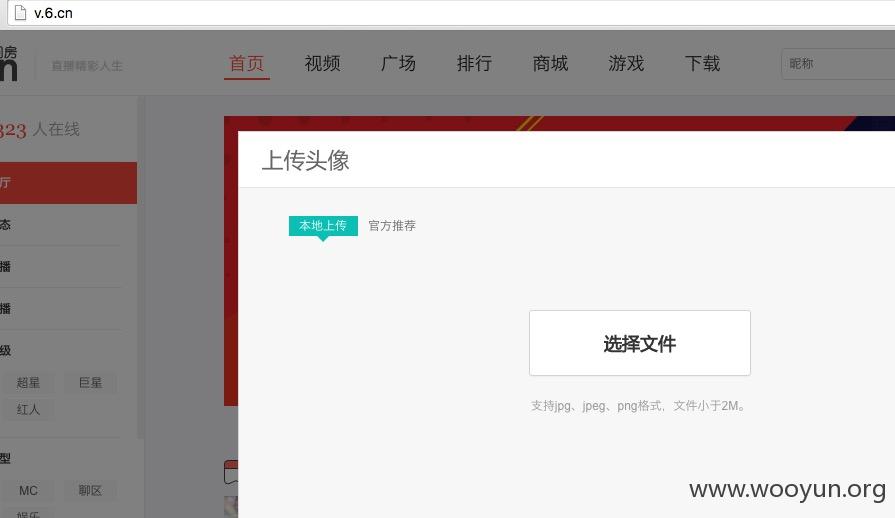 v.6.cn
间房
n
直播精彩人生
首页 视频 广场 排行 商城 游戏 下载
昵称
323 人在线
厅
上传头像
态
本地上传 官方推荐
播
播
选择文件
级
超星 巨星
支持jpg、jpeg、png格式，文件小于2M。
红人
型
MC 聊区
www.wooyun.org
娱乐